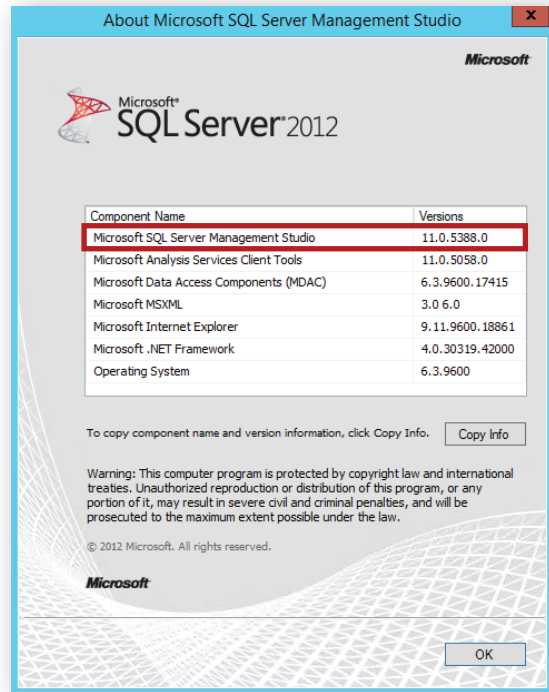 About Microsoft SQL Server Management Studio
x
Microsoft
Microsoft®
SQL Server® 2012
Component Name Versions
Microsoft SQL Server Management Studio 11.0.5388.0
Microsoft Analysis Services Client Tools 11.0.5058.0
Microsoft Data Access Components (MDAC) 6.3.9600.17415
Microsoft MSXML 3.0 6.0
Microsoft Internet Explorer 9.11.9600.18861
Microsoft .NET Framework 4.0.30319.42000
Operating System 6.3.9600
To copy component name and version information, click Copy Info. Copy Info
Warning: This computer program is protected by copyright law and international
treaties. Unauthorized reproduction or distribution of this program, or any
portion of it, may result in severe civil and criminal penalties, and will be
prosecuted to the maximum extent possible under the law.
© 2012 Microsoft. All rights reserved.
Microsoft
OK